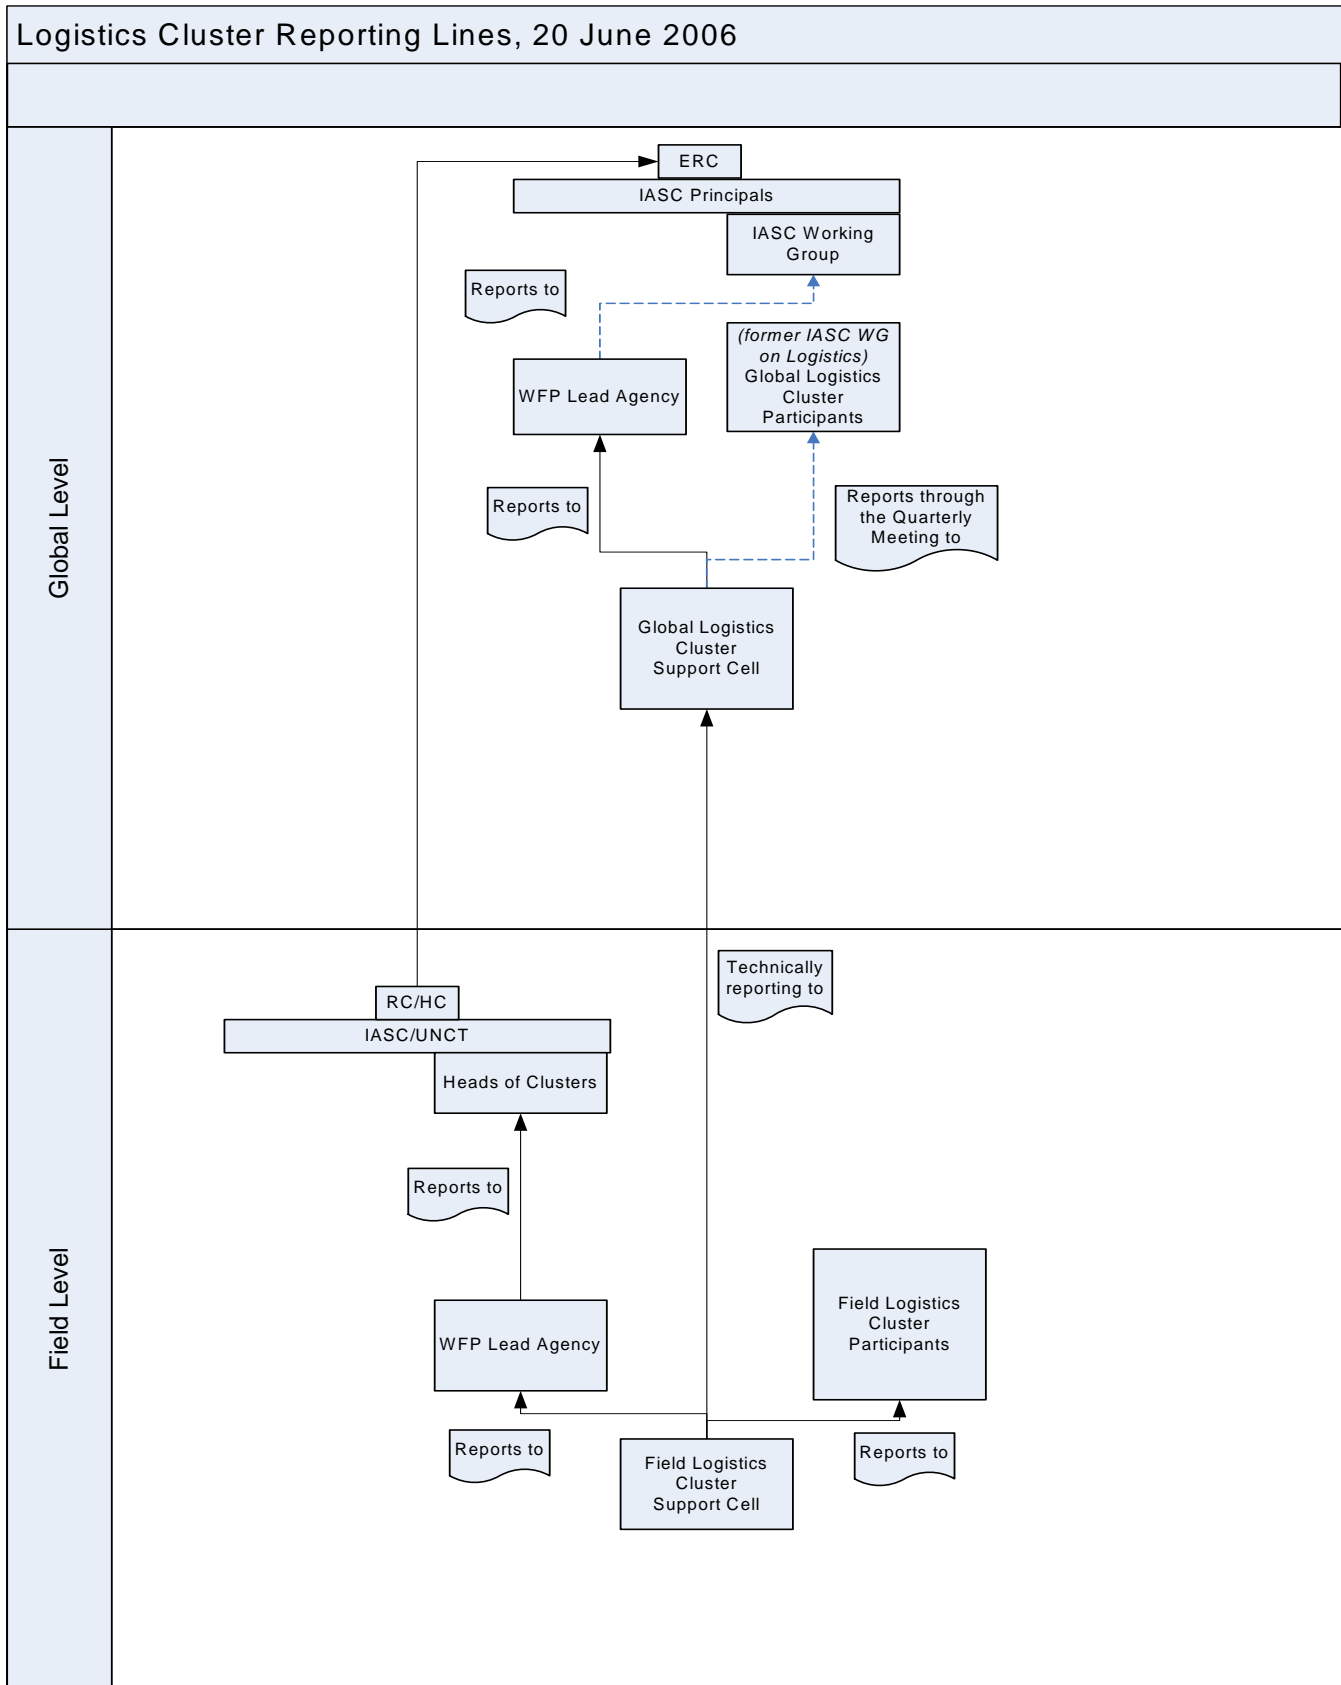 Logistics Cluster Reporting Lines, 20 June 2006
Global Level
ERC
IASC Principals
IASC Working
Group
Reports to
(former IASC WG
on Logistics)
Global Logistics
Cluster
Participants
WFP Lead Agency
Reports to
Reports through
the Quarterly
Meeting to
Global Logistics
Cluster
Support Cell
Field Level
Technically
reporting to
RC/HC
IASC/UNCT
Heads of Clusters
Reports to
Field Logistics
Cluster
Participants
WFP Lead Agency
Reports to
Field Logistics
Cluster
Support Cell
Reports to